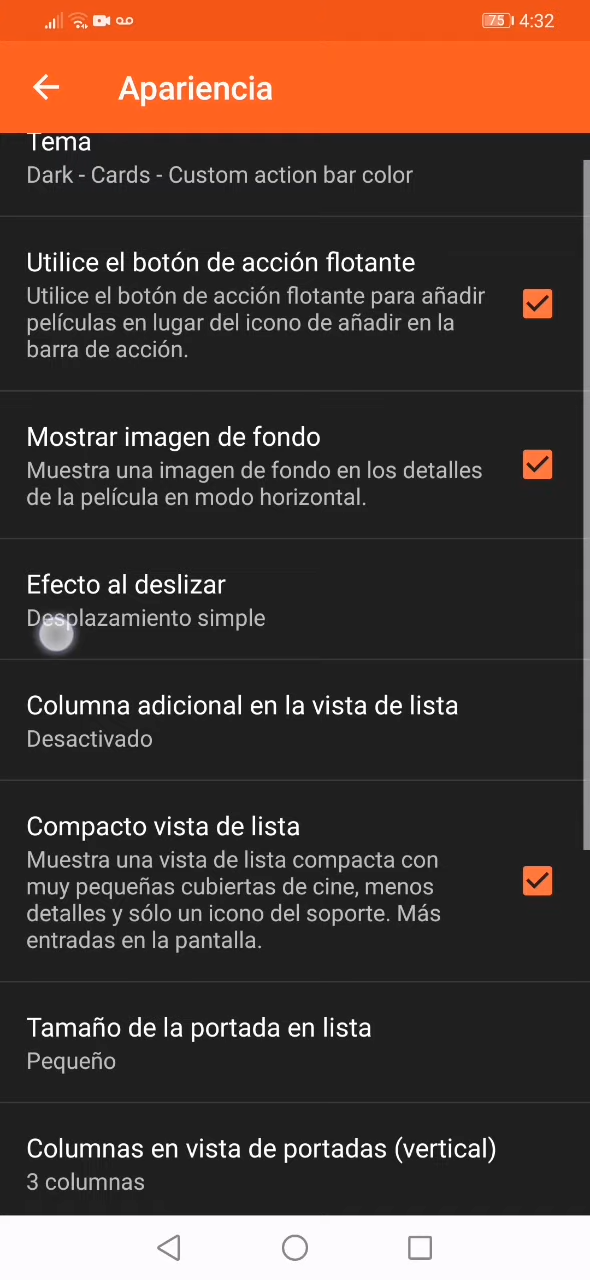 75 4:32
Apariencia
Tema
Dark - Cards - Custom action bar color
Utilice el botón de acción flotante
Utilice el botón de acción flotante para añadir
películas en lugar del icono de añadir en la
barra de acción.
Mostrar imagen de fondo
Muestra una imagen de fondo en los detalles
de la película en modo horizontal.
Efecto al deslizar
Desplazamiento simple
Columna adicional en la vista de lista
Desactivado
Compacto vista de lista
Muestra una vista de lista compacta con
muy pequeñas cubiertas de cine, menos
detalles y sólo un icono del soporte. Más
entradas en la pantalla.
Tamaño de la portada en lista
Pequeño
Columnas en vista de portadas (vertical)
3 columnas